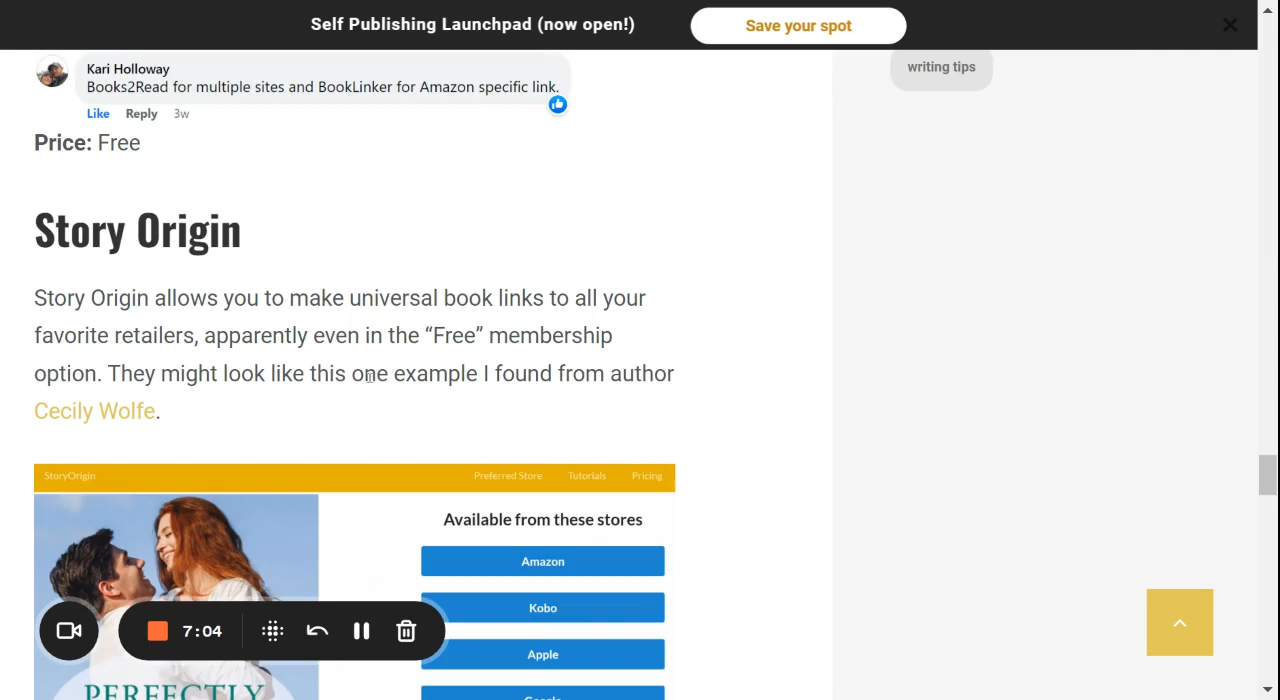 Self Publishing Launchpad (now open!)
Save your spot
Kari Holloway
Books2Read for multiple sites and BookLinker for Amazon specific link.
Like Reply 3w
writing tips
Price: Free
Story Origin
Story Origin allows you to make universal book links to all your
favorite retailers, apparently even in the “Free” membership
option. They might look like this one example I found from author
Cecily Wolfe.
StoryOrigin
Preferred Store Tutorials Pricing
Available from these stores
Amazon
Kobo
Apple
7:04
PERFECTLY